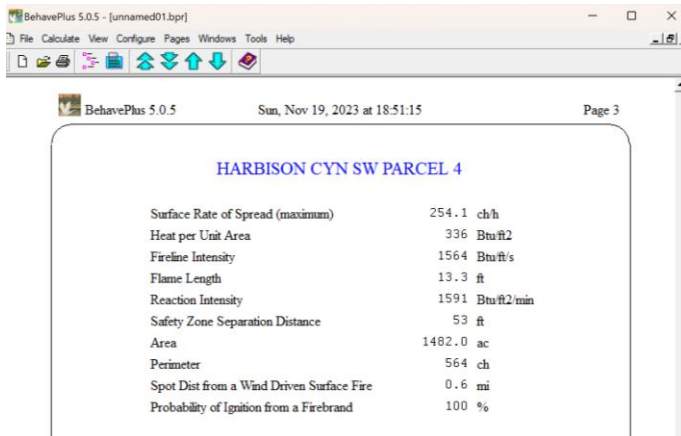 BehavePlus 5.0.5 - [unnamed01.bpr]
File Calculate View Configure Pages Windows Tools Help
BehavePlus 5.0.5 Sun, Nov 19, 2023 at 18:51:15 Page 3
HARBISON CYN SW PARCEL 4
Surface Rate of Spread (maximum) 254.1 ch/h
Heat per Unit Area 336 Btu/ft2
Fireline Intensity 1564 Btu/ft/s
Flame Length 13.3 ft
Reaction Intensity 1591 Btu/ft2/min
Safety Zone Separation Distance 53 ft
Area 1482.0 ac
Perimeter 564 ch
Spot Dist from a Wind Driven Surface Fire 0.6 mi
Probability of Ignition from a Firebrand 100 %